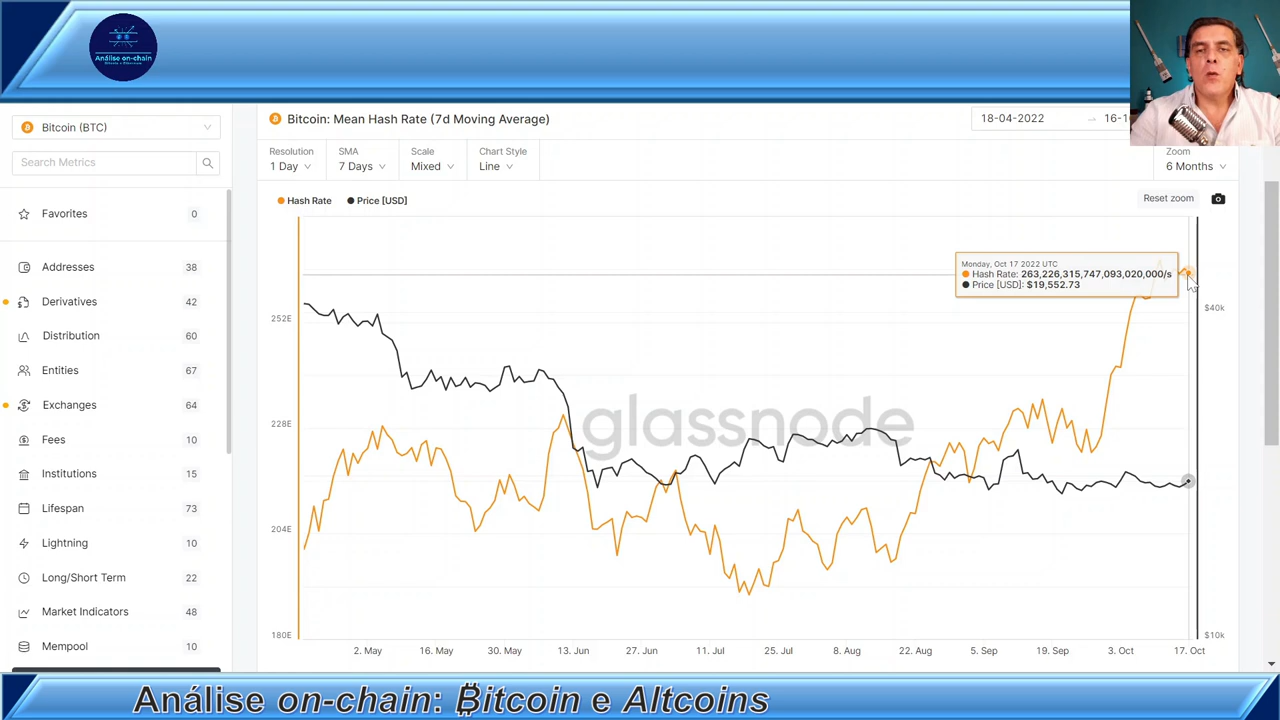 Análise on-chain
Bitcoin e Ethereum
Bitcoin (BTC)
Search Metrics
Favorites 0
Addresses 38
Derivatives 42
Distribution 60
Entities 67
Exchanges 64
Fees 10
Institutions 15
Lifespan 73
Lightning 10
Long/Short Term 22
Market Indicators 48
Mempool 10
Bitcoin: Mean Hash Rate (7d Moving Average)
18-04-2022 → 16-1
Resolution
1 Day
SMA
7 Days
Scale
Mixed
Chart Style
Line
Zoom
6 Months
Hash Rate Price [USD]
Reset zoom
Monday, Oct 17 2022 UTC
Hash Rate: 263,226,315,747,093,020,000/s
Price [USD]: $19,552.73
252E
228E
204E
180E
$40k
$10k
glassnode
2. May 16. May 30. May 13. Jun 27. Jun 11. Jul 25. Jul 8. Aug 22. Aug 5. Sep 19. Sep 3. Oct 17. Oct
Análise on-chain: ₿itcoin e Altcoins